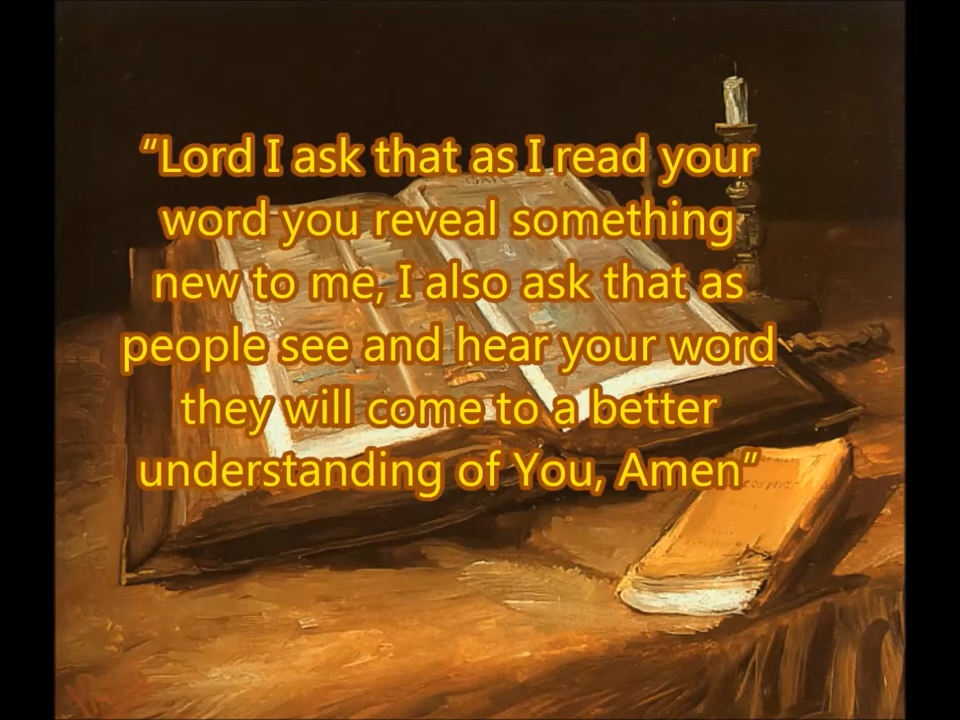 “Lord I ask that as I read your
word you reveal something
new to me, I also ask that as
people see and hear your word
they will come to a better
understanding of You, Amen”